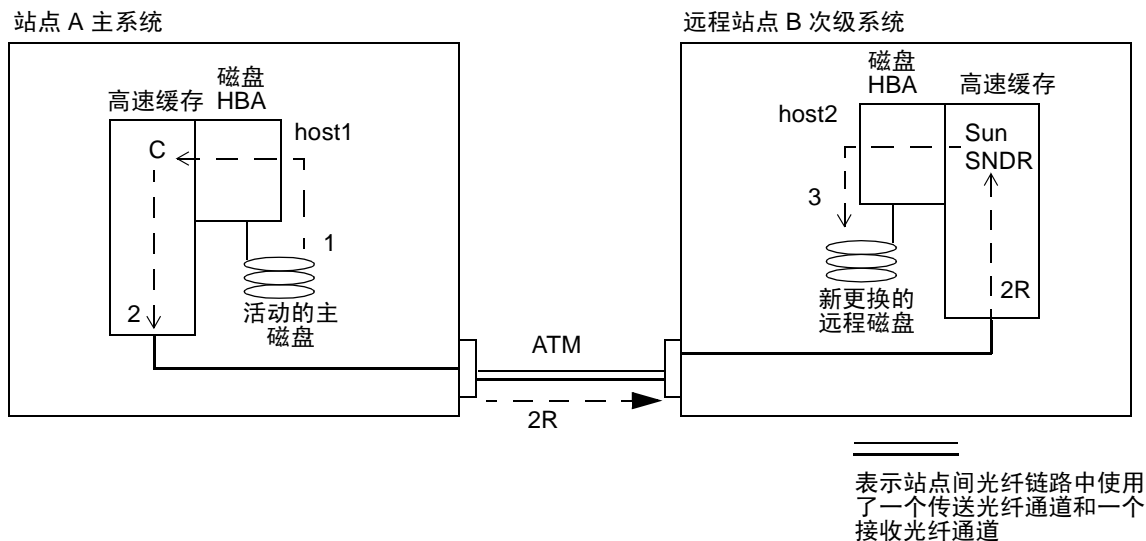 站点 A 主系统
远程站点 B 次级系统
高速缓存
磁盘
HBA
host1
C
1
2
活动的主
磁盘
ATM
2R
磁盘
HBA
高速缓存
host2
Sun
SNDR
3
2R
新更换的
远程磁盘
表示站点间光纤链路中使用
了一个传送光纤通道和一个
接收光纤通道